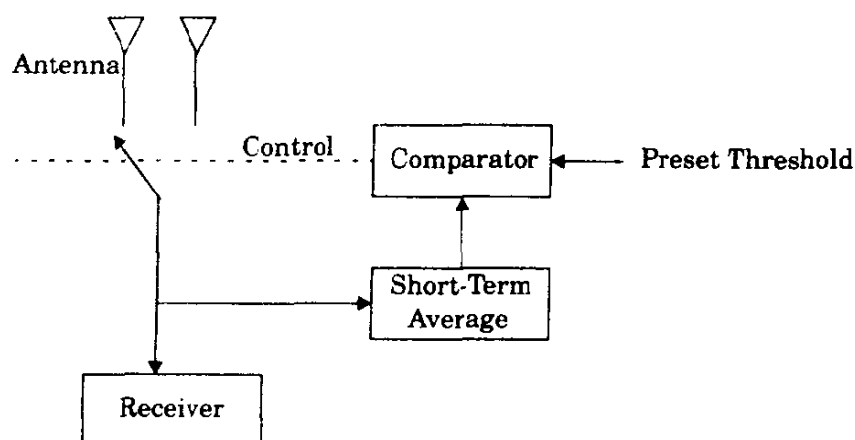 Antenna
Control
Comparator
Preset Threshold
Short-Term
Average
Receiver